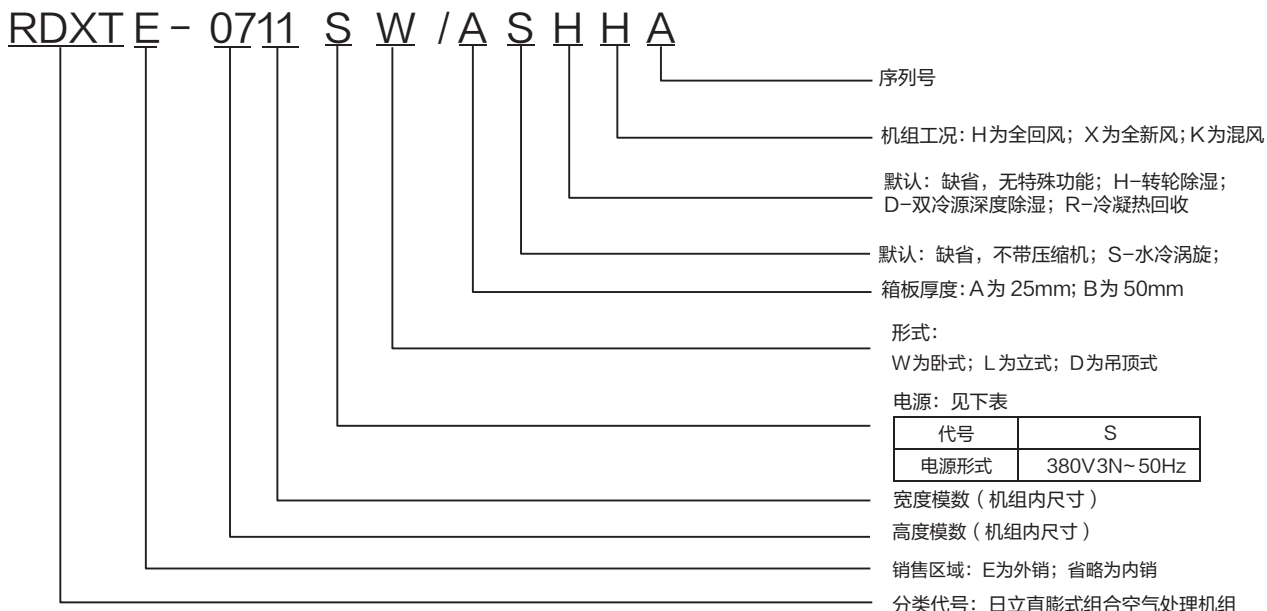 RDXTE-0711 S W /A S H H A
序列号
机组工况:H为全回风;X为全新风;K为混风
默认:缺省,无特殊功能;H-转轮除湿;
D-双冷源深度除湿;R-冷凝热回收
默认:缺省,不带压缩机;S-水冷涡旋;
箱板厚度:A为 25mm; B为 50mm
形式:
W为卧式;L为立式;D为吊顶式
电源:见下表
代号 S
电源形式 380V3N~50Hz
宽度模数(机组内尺寸)
高度模数(机组内尺寸)
销售区域:E为外销;省略为内销
分类代号:日立直膨式组合空气处理机组